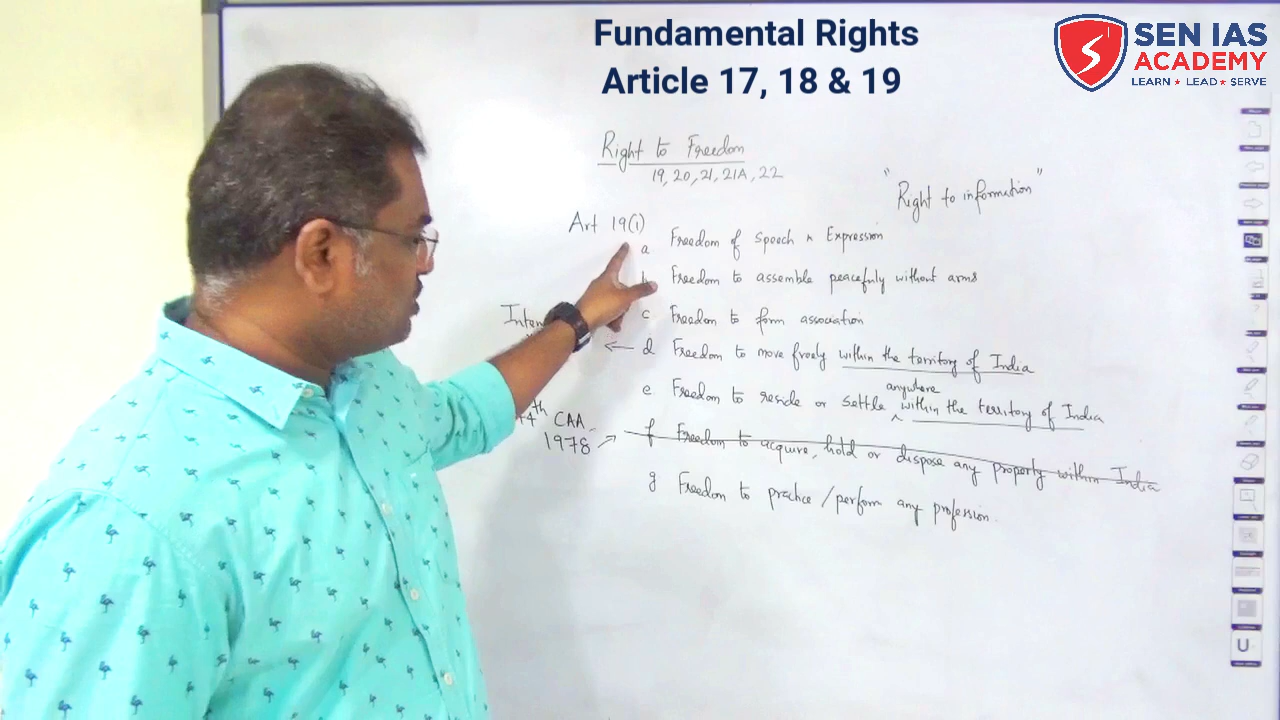 Fundamental Rights
Article 17, 18 & 19
SEN IAS
ACADEMY
LEARN ★ LEAD ★ SERVE
Right to Freedom
19, 20, 21, 21A, 22
"Right to information"
Art 19(1)
a Freedom of Speech & Expression
b Freedom to assemble peacefully without arms
c Freedom to form association
d Freedom to move freely within the territory of India
anywhere
e Freedom to reside or settle ^ within the territory of India
CAA
1978
f Freedom to acquire, hold or dispose any property within India
g Freedom to practice / perform any profession.
U